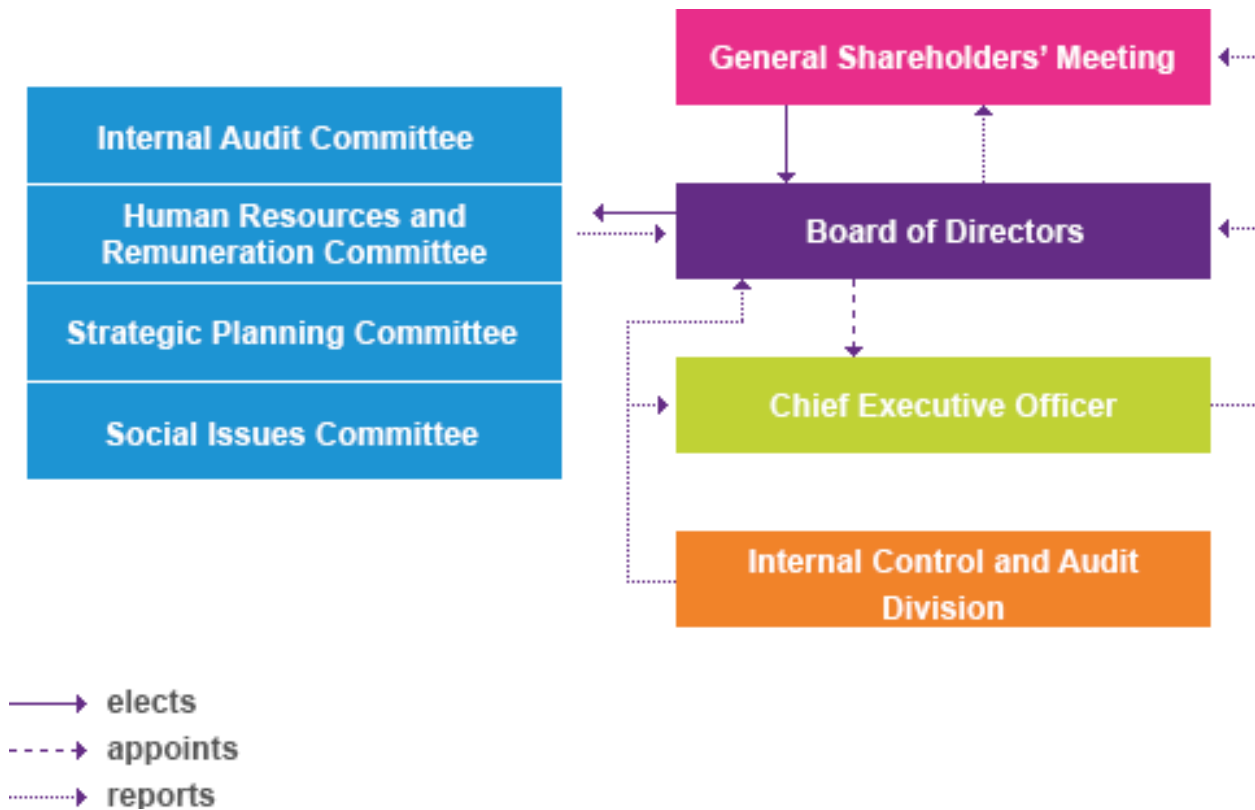 General Shareholders’ Meeting
Internal Audit Committee
Human Resources and
Remuneration Committee
Strategic Planning Committee
Social Issues Committee
Board of Directors
Chief Executive Officer
Internal Control and Audit
Division
elects
appoints
reports